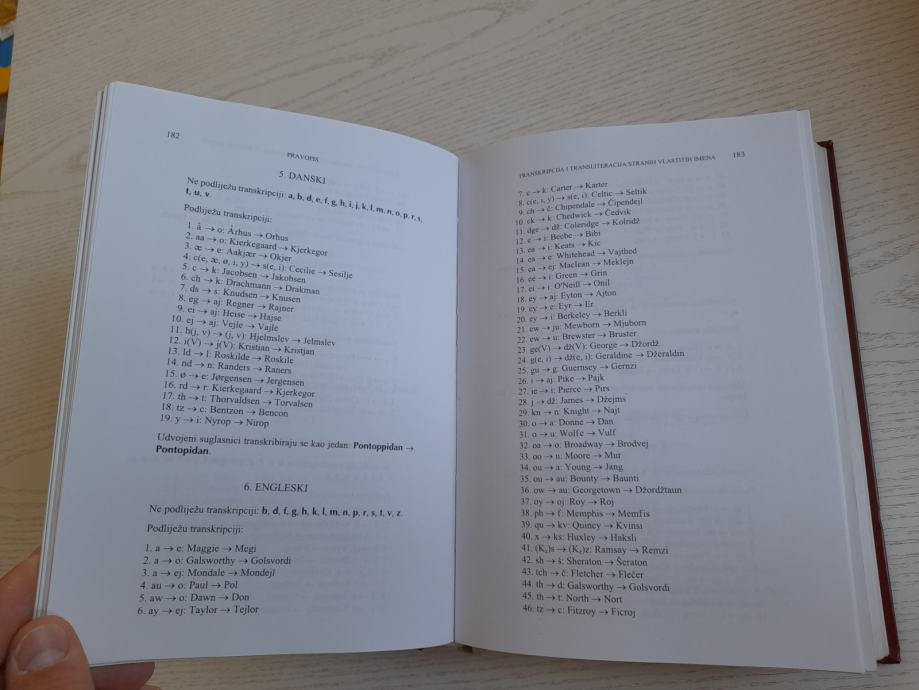 182
PRAVOPIS
5. DANSKI
Ne podliježu transkripciji: a, b, d, e, f, g, h, i, j, k, l, m, n, o, p, r, s,
t, u, v.
Podliježu transkripciji:
1. å → o: Århus → Orhus
2. aa → o: Kierkegaard → Kjerkegor
3. æ → e: Aakjær → Okjer
4. c(e, æ, ø, i, y) → s(e, i): Cecilie → Sesilje
5. c → k: Jacobsen → Jakobsen
6. ch → k: Drachmann → Drakman
7. ds → s: Knudsen → Knusen
8. eg → aj: Regner → Rajner
9. ei → aj: Heise → Hajse
10. ej → aj: Vejle → Vajle
11. h(j, v) → (j, v): Hjelmslev → Jelmslev
12. i(V) → j(V): Kristian → Kristjan
13. ld → l: Roskilde → Roskile
14. nd → n: Randers → Raners
15. ø → e: Jørgensen → Jergensen
16. rd → r: Kierkegaard → Kjerkegor
17. th → t: Thorvaldsen → Torvalsen
18. tz → c: Bentzon → Bencon
19. y → i: Nyrop → Nirop
Udvojeni suglasnici transkribiraju se kao jedan: Pontoppidan →
Pontopidan.
6. ENGLESKI
Ne podliježu transkripciji: b, d, f, g, h, k, l, m, n, p, r, s, t, v, z.
Podliježu transkripciji:
1. a → e: Maggie → Megi
2. a → o: Galsworthy → Golsvordi
3. a → ej: Mondale → Mondejl
4. au → o: Paul → Pol
5. aw → o: Dawn → Don
6. ay → ej: Taylor → Tejlor
TRANSKRIPCIJA I TRANSLITERACIJA STRANIH VLASTITIH IMENA 183
7. c → k: Carter → Karter
8. c(e, i, y) → s(e, i): Celtic → Seltik
9. ch → č: Chipendale → Čipendejl
10. ck → k: Chedwick → Čedvik
11. dge → dž: Coleridge → Kolridž
12. e → i: Beebe → Bibi
13. ea → i: Keats → Kic
14. ea → e: Whitehead → Vajthed
15. ea → ej: Maclean → Meklejn
16. ee → i: Green → Grin
17. ei → i: O'Neill → Onil
18. ey → aj: Eyton → Ajton
19. ey → e: Eyr → Er
20. ey → i: Berkeley → Berkli
21. ew → ju: Mewborn → Mjuborn
22. ew → u: Brewster → Bruster
23. ge(V) → dž(V): George → Džordž
24. g(e, i) → dž(e, i): Geraldine → Džeraldin
25. gu → g: Guernsey → Gernzi
26. i → aj: Pike → Pajk
27. ie → i: Pierce → Pirs
28. j → dž: James → Džejms
29. kn → n: Knight → Najt
30. o → a: Donne → Dan
31. o → u: Wolfe → Vulf
32. oa → o: Broadway → Brodvej
33. oo → u: Moore → Mur
34. ou → a: Young → Jang
35. ou → au: Bounty → Baunti
36. ow → au: Georgetown → Džordžtaun
37. oy → oj: Roy → Roj
38. ph → f: Memphis → Memfis
39. qu → kv: Quincy → Kvinsi
40. x → ks: Huxley → Haksli
41. (Kz)s → (Kz)z: Ramsay → Remzi
42. sh → š: Sheraton → Šeraton
43. tch → č: Fletcher → Flečer
44. th → d: Galsworthy → Golsvordi
45. th → t: North → Nort
46. tz → c: Fitzroy → Ficroj